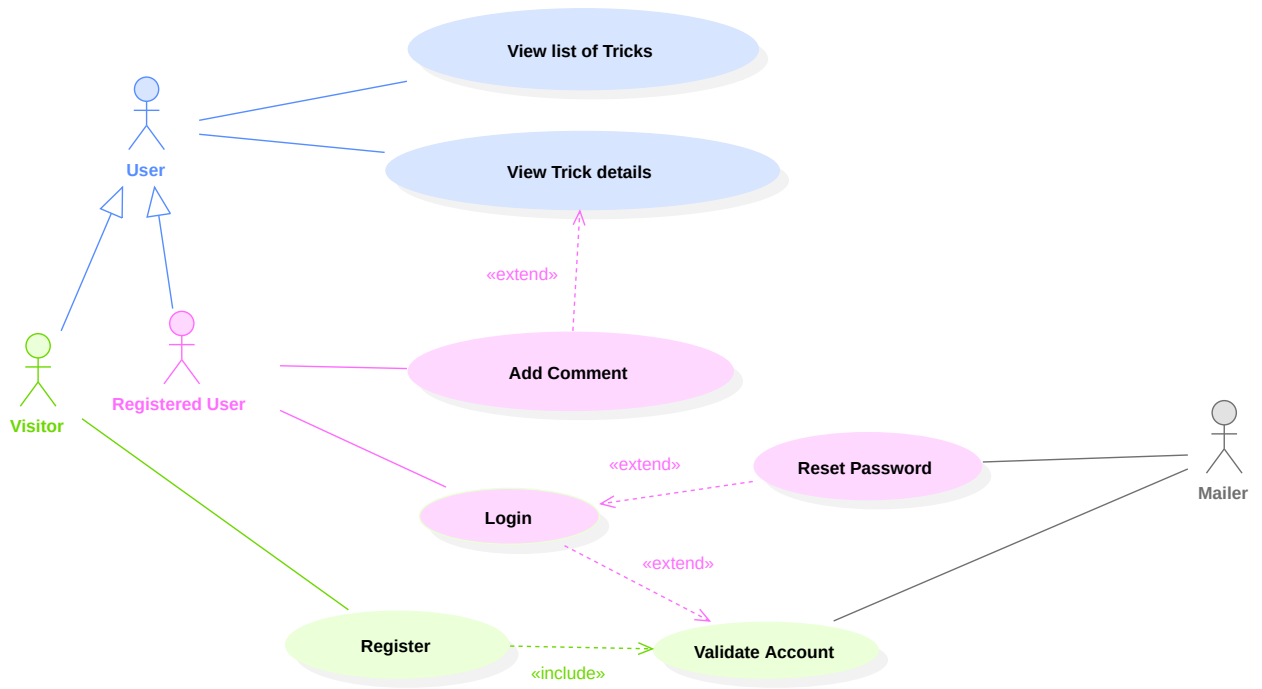 View list of Tricks
User
View Trick details
«extend»
Add Comment
Registered User
Visitor
«extend»
Reset Password
Mailer
Login
«extend»
Register
Validate Account
«include»